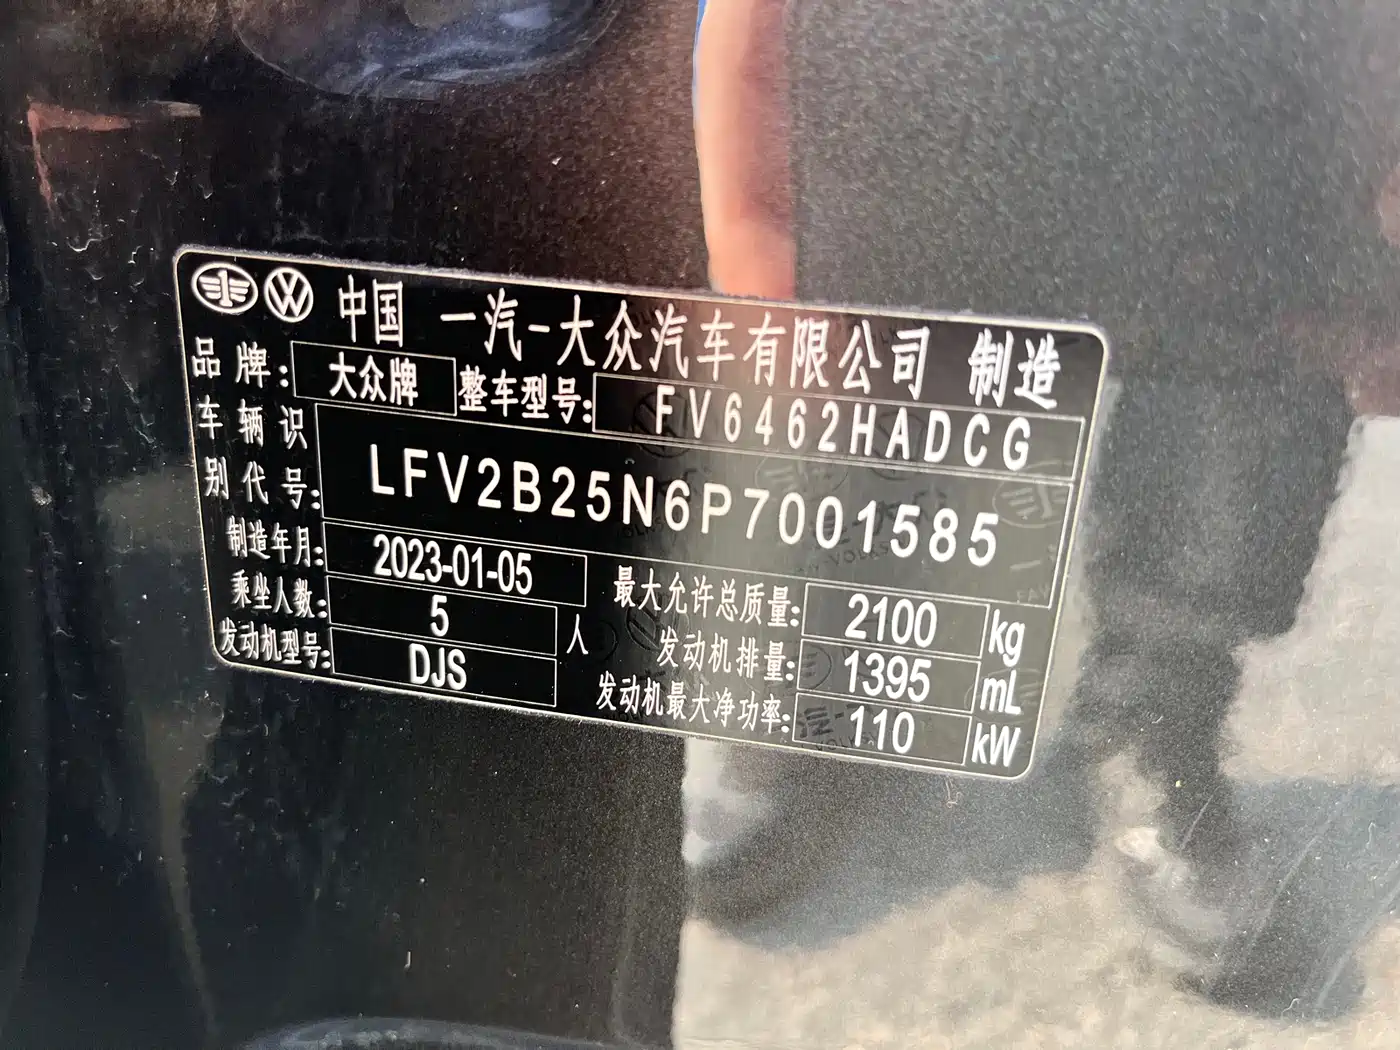 中国 一汽-大众汽车有限公司 制造
品牌: 大众牌 整车型号: FV6462HADCG
车辆识别代号: LFV2B25N6P7001585
制造年月: 2023-01-05 最大允许总质量: 2100 kg
乘坐人数: 5 人 发动机排量: 1395 mL
发动机型号: DJS 发动机最大净功率: 110 kW